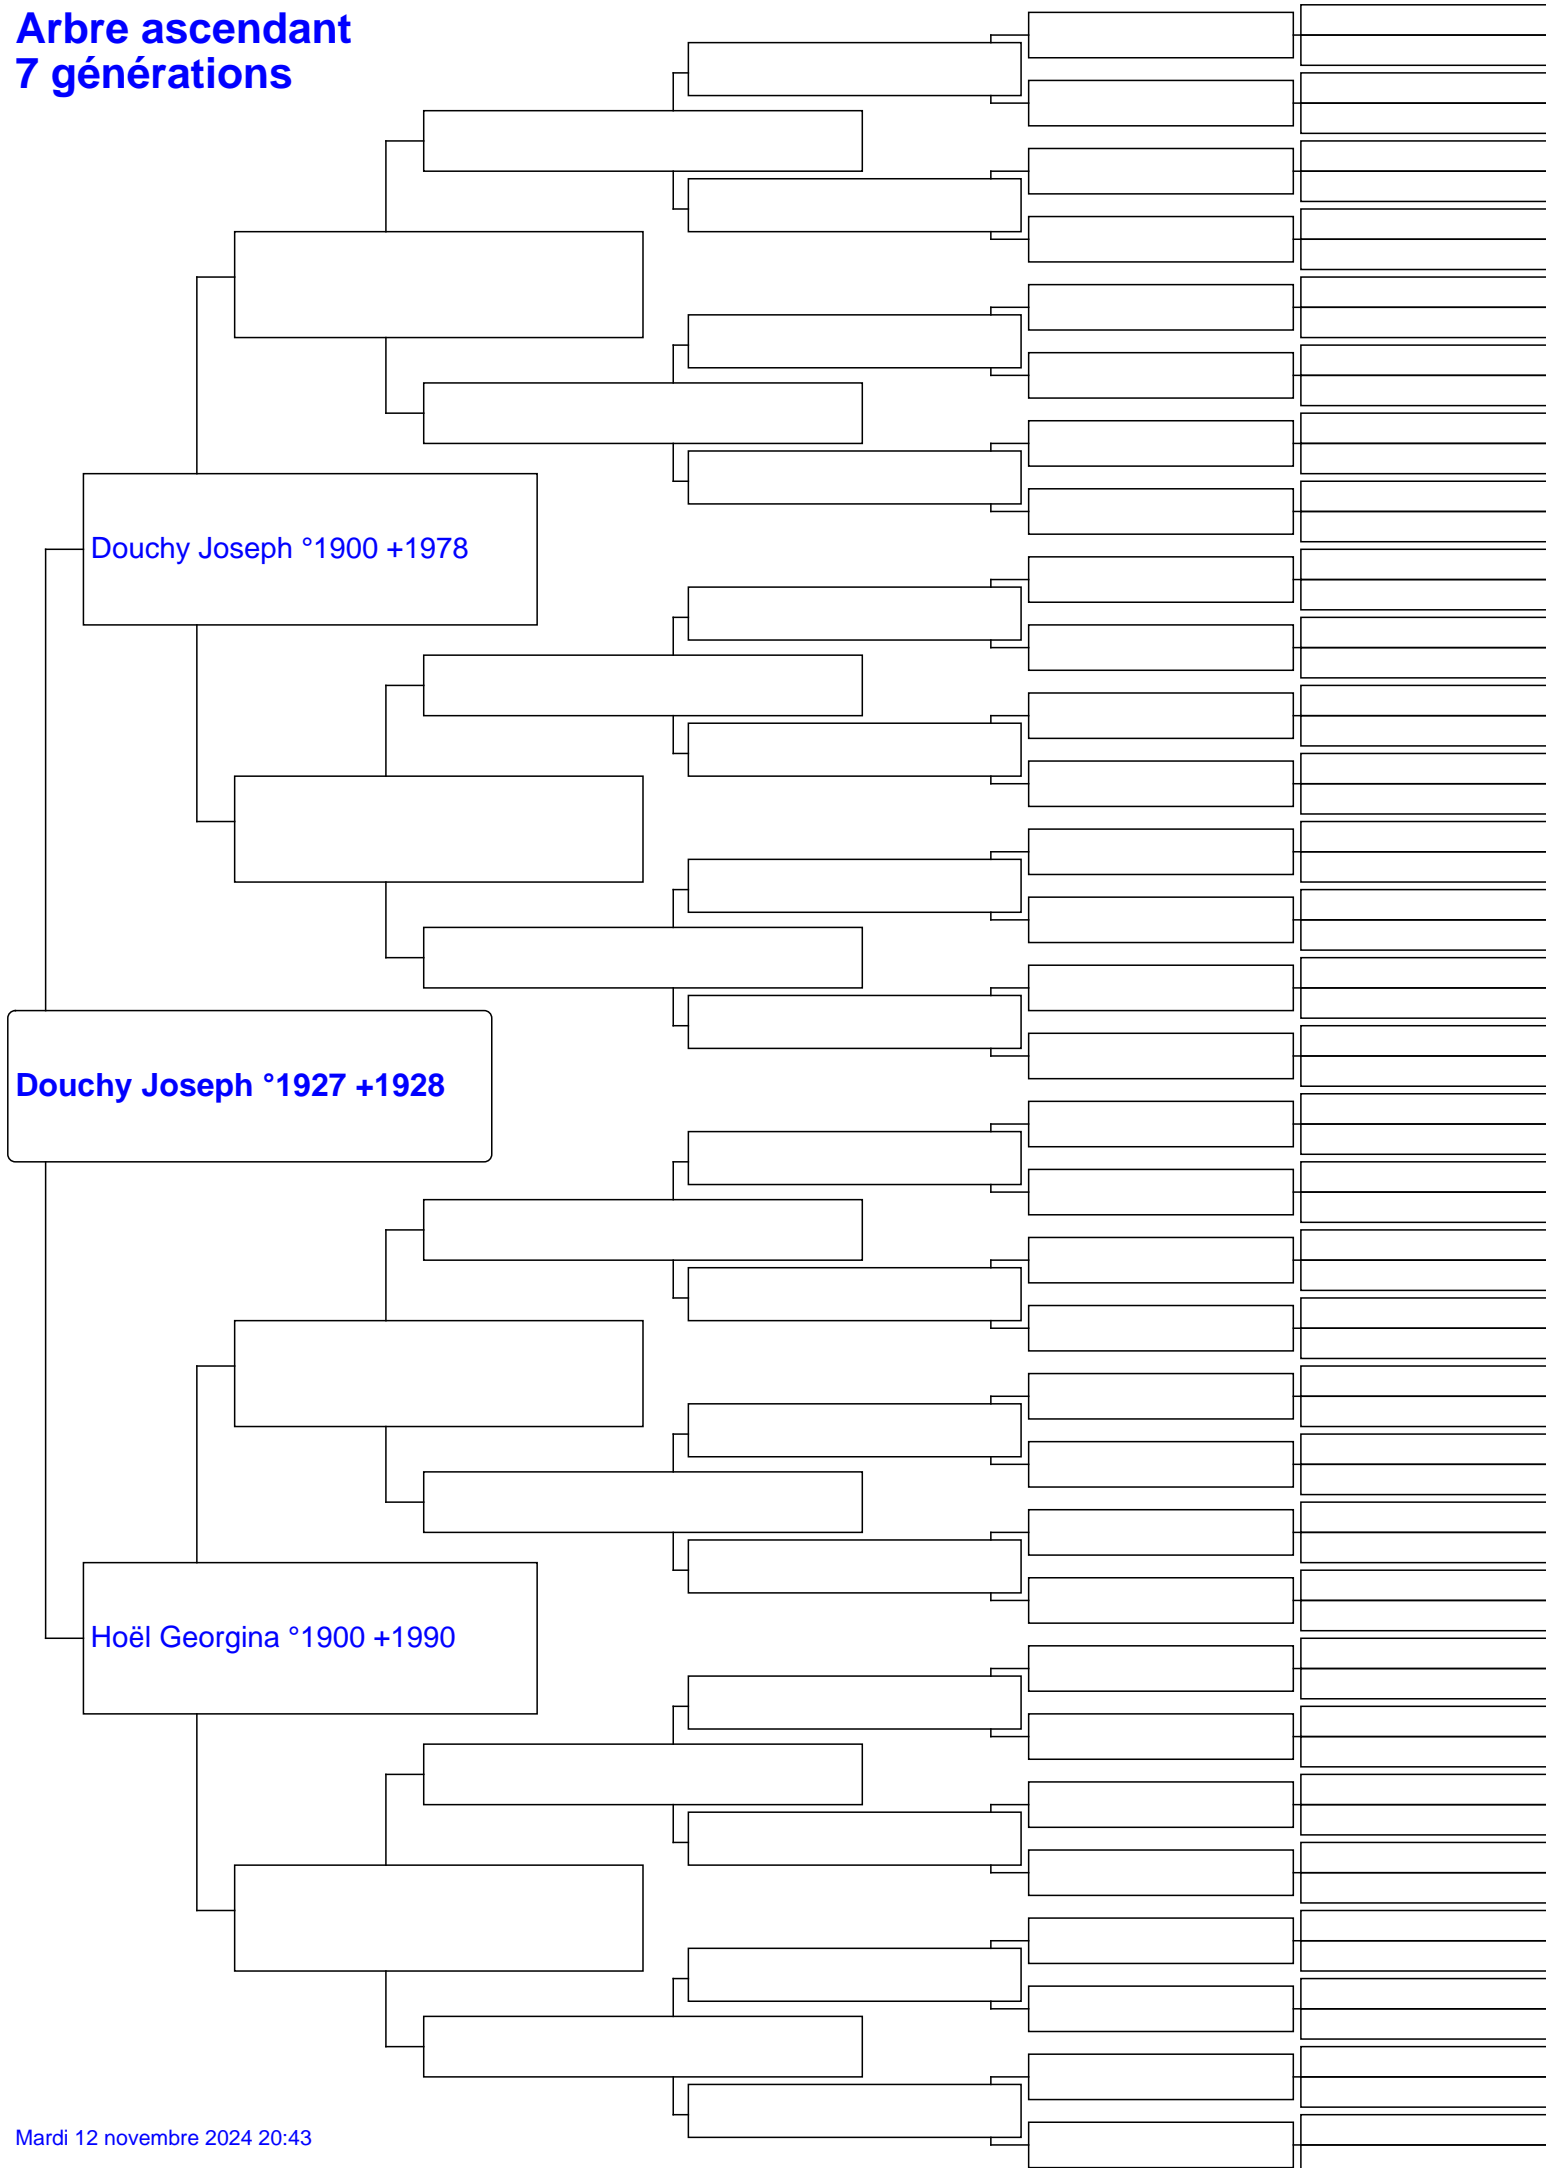 Arbre ascendant
7 générations
Douchy Joseph °1900 +1978
Douchy Joseph °1927 +1928
Hoël Georgina °1900 +1990
Mardi 12 novembre 2024 20:43